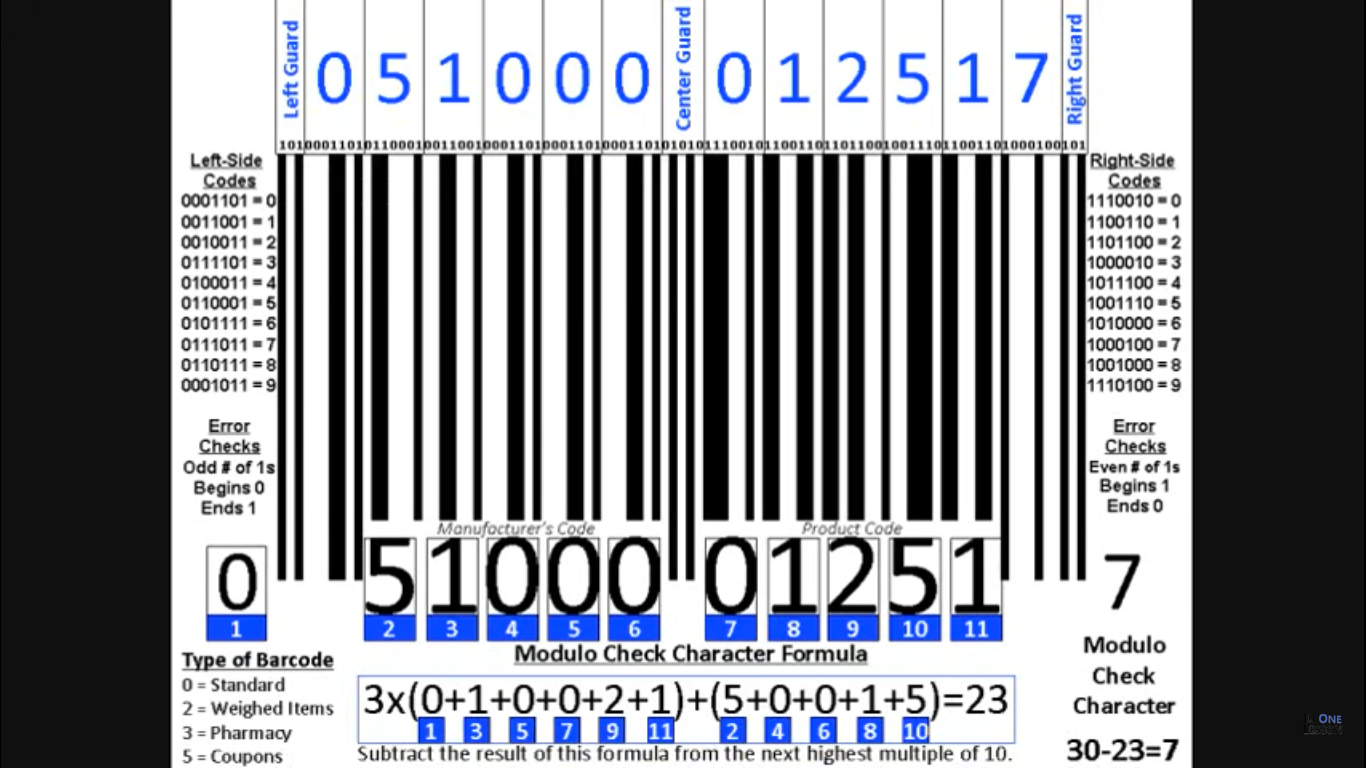 Left Guard
0 5 1 0 0 0
Center Guard
0 1 2 5 1 7
Right Guard
101 0001101 0110001 0011001 0001101 0001101 0001101 01010 1110010 1100110 1101100 1001110 1100110 1000100 101
Left-Side
Codes
0001101 = 0
0011001 = 1
0010011 = 2
0111101 = 3
0100011 = 4
0110001 = 5
0101111 = 6
0111011 = 7
0110111 = 8
0001011 = 9
Error
Checks
Odd # of 1s
Begins 0
Ends 1
Right-Side
Codes
1110010 = 0
1100110 = 1
1101100 = 2
1000010 = 3
1011100 = 4
1001110 = 5
1010000 = 6
1000100 = 7
1001000 = 8
1110100 = 9
Error
Checks
Even # of 1s
Begins 1
Ends 0
Manufacturer's Code
Product Code
0 5 1 0 0 0 0 1 2 5 1 7
1 2 3 4 5 6 7 8 9 10 11
Type of Barcode
0 = Standard
2 = Weighed Items
3 = Pharmacy
5 = Coupons
Modulo Check Character Formula
3x(0+1+0+0+2+1)+(5+0+0+1+5)=23
1 3 5 7 9 11 2 4 6 8 10
Subtract the result of this formula from the next highest multiple of 10.
Modulo
Check
Character
30-23=7
IN ONE
LESSON